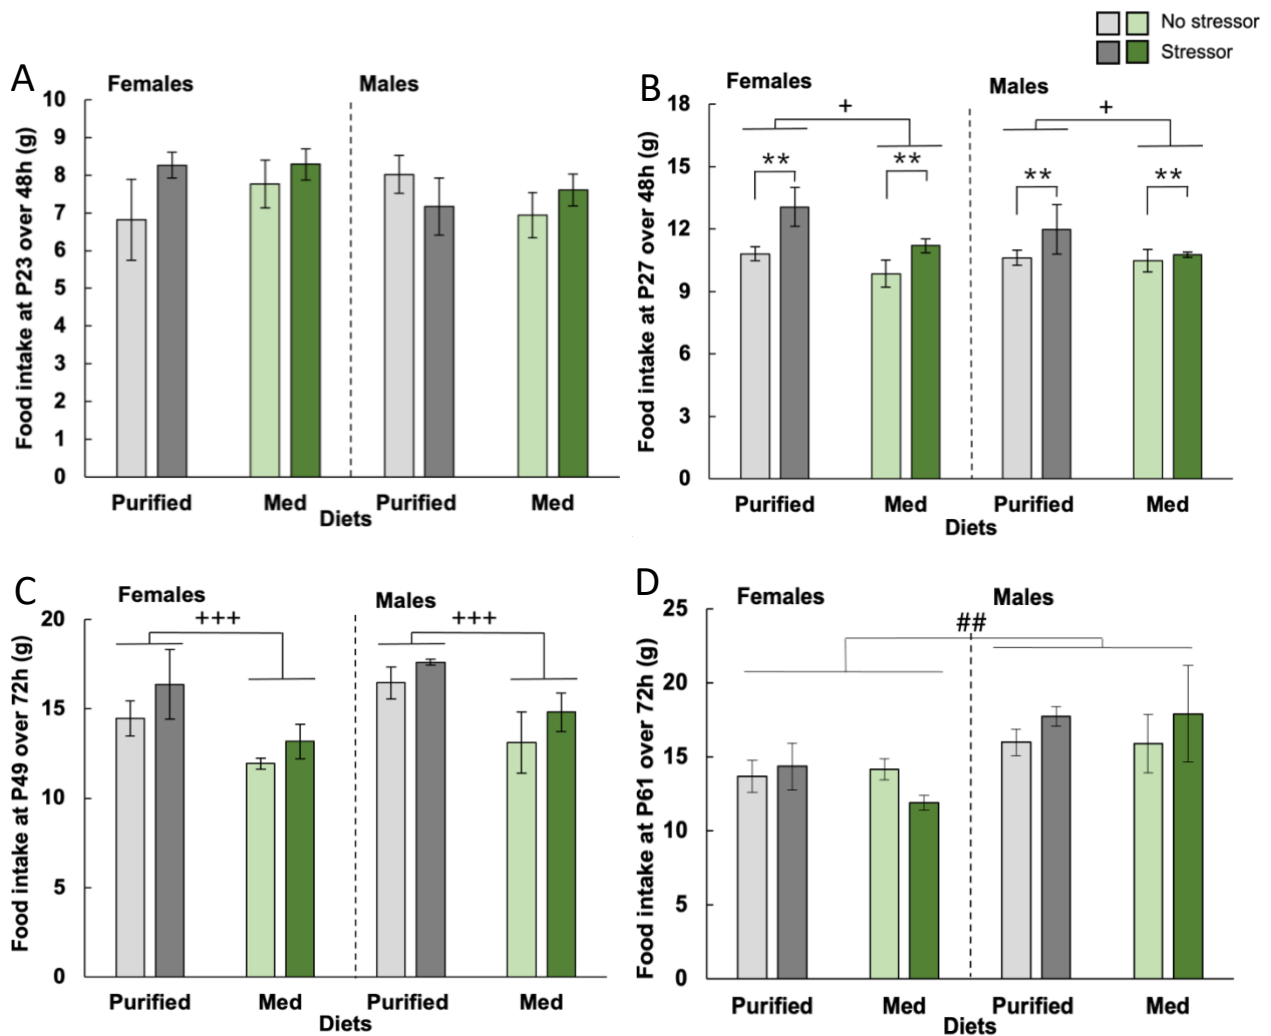 No stressor
Stressor
A
Females
Males
Food intake at P23 over 48h (g)
10
9
8
7
6
5
4
3
2
1
0
Purified
Med
Purified
Med
Diets
B
Females
Males
Food intake at P27 over 48h (g)
18
15
12
9
6
3
0
+
+
**
**
**
**
Purified
Med
Purified
Med
Diets
C
Females
Males
Food intake at P49 over 72h (g)
20
15
10
5
0
+++
+++
Purified
Med
Purified
Med
Diets
D
Females
Males
Food intake at P61 over 72h (g)
25
20
15
10
5
0
##
Purified
Med
Purified
Med
Diets